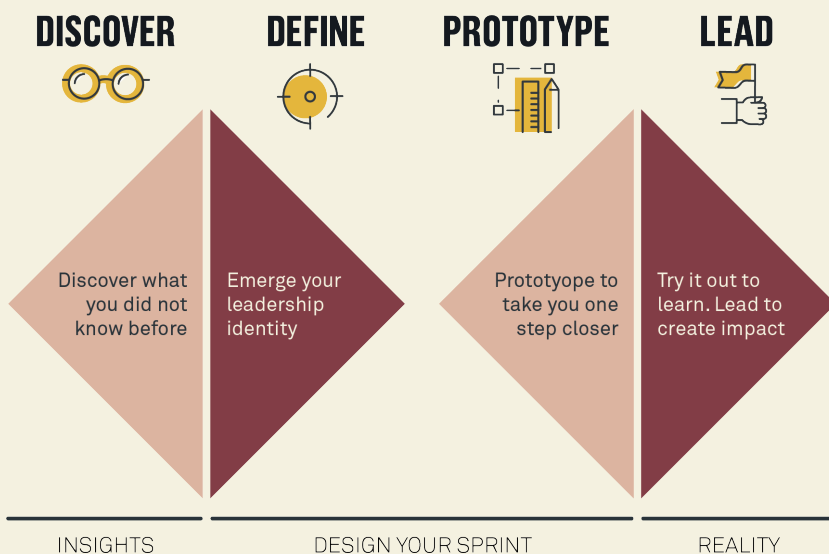 DISCOVER
DEFINE
PROTOTYPE
LEAD
Discover what
you did not
know before
Emerge your
leadership
identity
Prototyope to
take you one
step closer
Try it out to
learn. Lead to
create impact
INSIGHTS
DESIGN YOUR SPRINT
REALITY